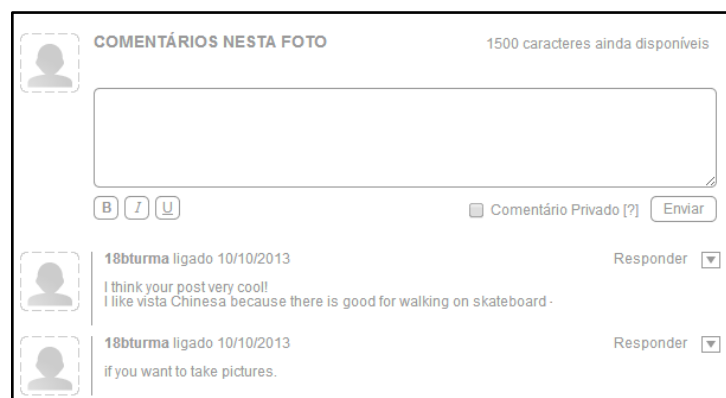 COMENTÁRIOS NESTA FOTO
1500 caracteres ainda disponíveis
B I U
Comentário Privado [?]
Enviar
18bturma ligado 10/10/2013
Responder
I think your post very cool!
I like vista Chinesa because there is good for walking on skateboard -
18bturma ligado 10/10/2013
Responder
if you want to take pictures.